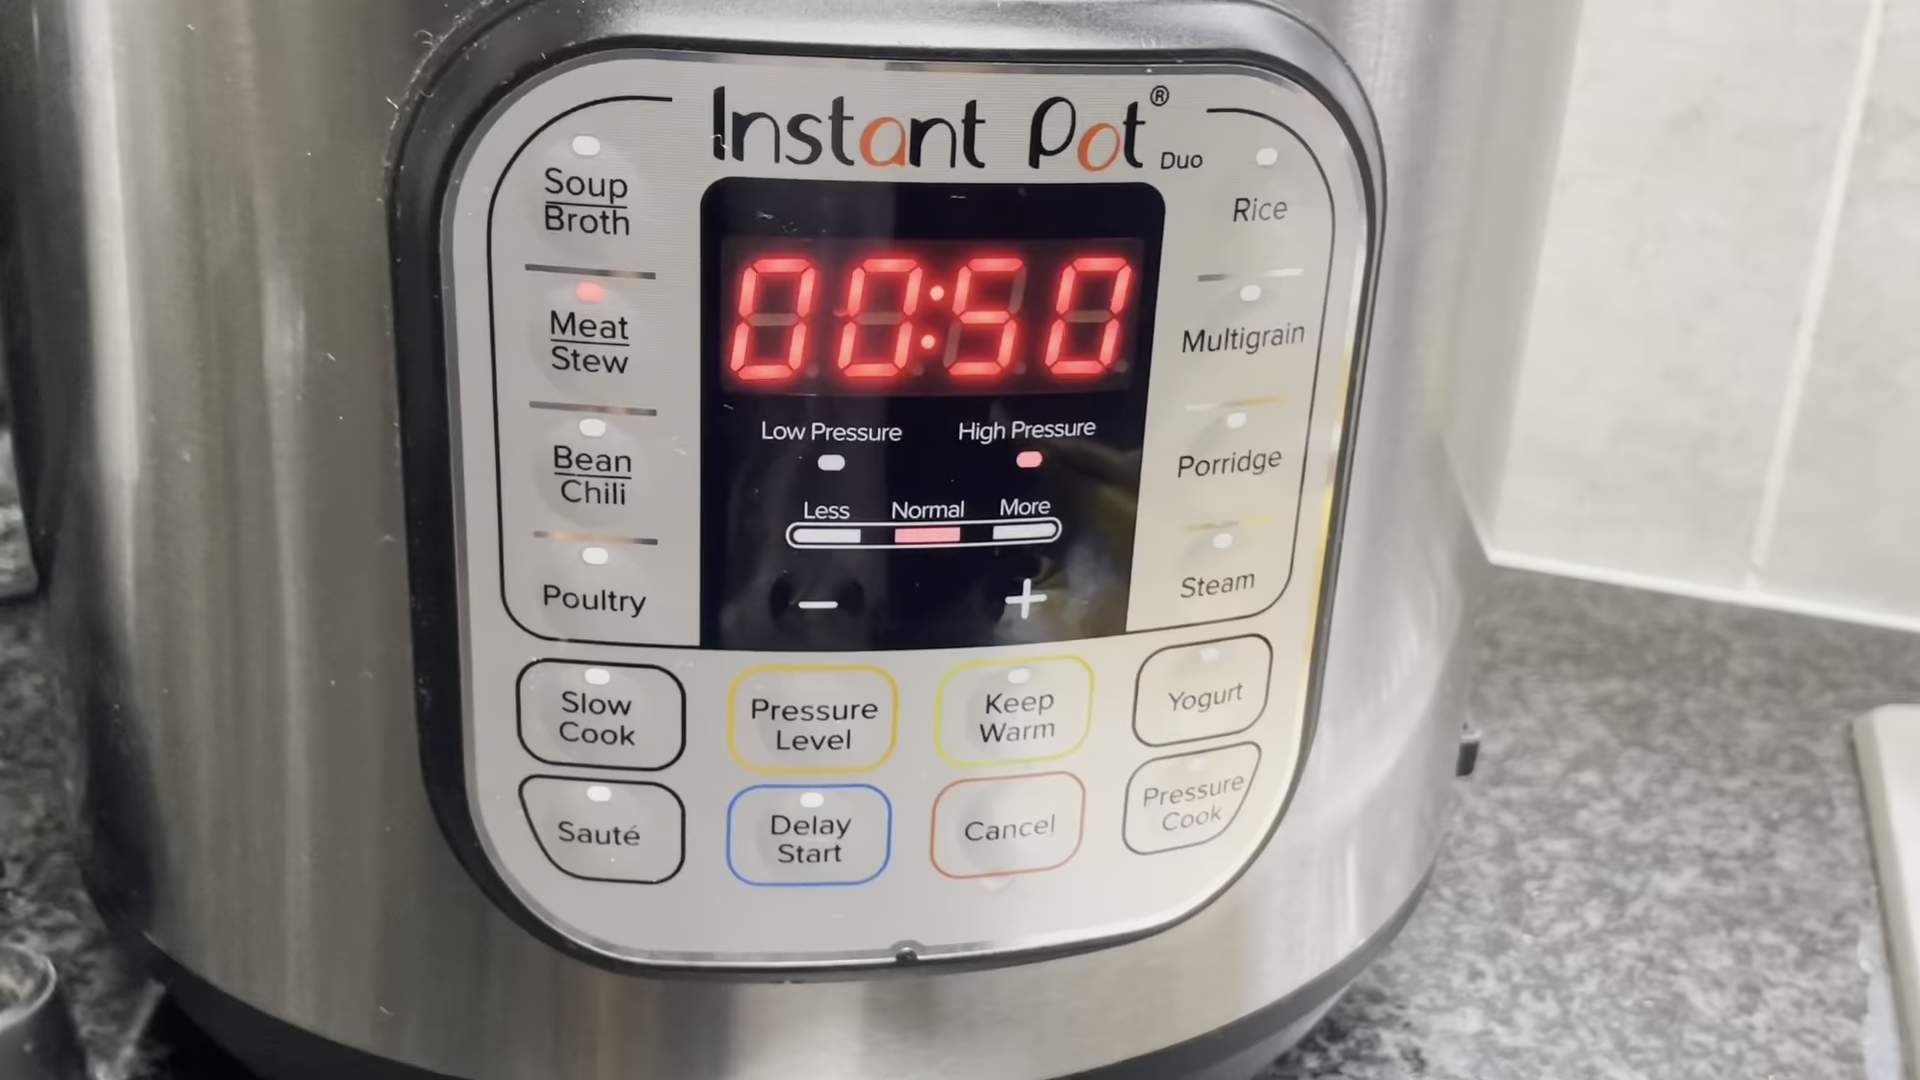 Instant Pot®
Duo
Soup
Broth
Meat
Stew
Bean
Chili
Poultry
00:50
Low Pressure High Pressure
Less Normal More
− +
Rice
Multigrain
Porridge
Steam
Slow
Cook
Pressure
Level
Keep
Warm
Yogurt
Sauté
Delay
Start
Cancel
Pressure
Cook